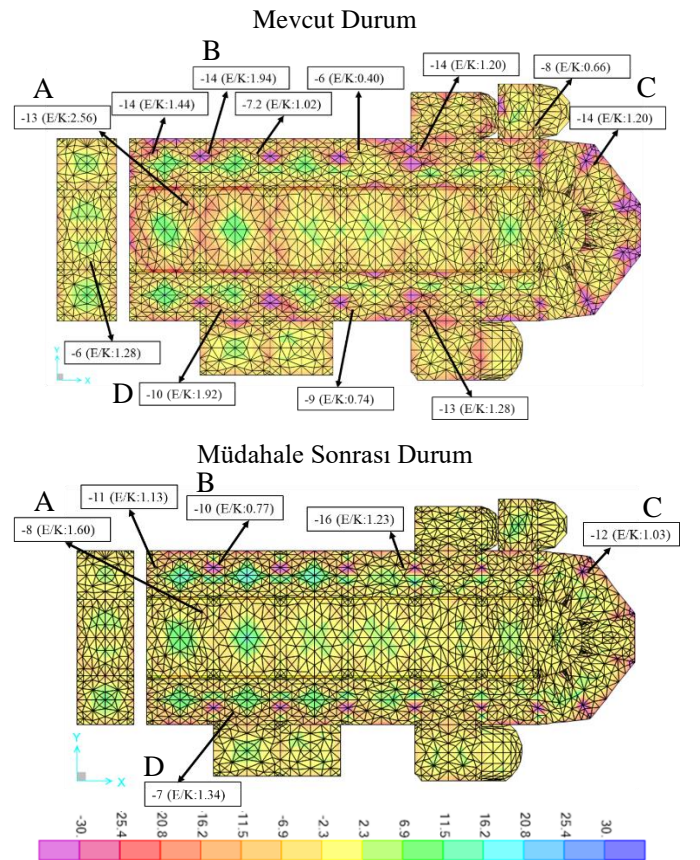 Mevcut Durum
B
-14 (E/K:1.94)
-6 (E/K:0.40)
-14 (E/K:1.20)
-8 (E/K:0.66)
A
C
-14 (E/K:1.44)
-7.2 (E/K:1.02)
-13 (E/K:2.56)
-14 (E/K:1.20)
-6 (E/K:1.28)
Y
X
D
-10 (E/K:1.92)
-9 (E/K:0.74)
-13 (E/K:1.28)
Müdahale Sonrası Durum
B
A
-11 (E/K:1.13)
-10 (E/K:0.77)
C
-8 (E/K:1.60)
-16 (E/K:1.23)
-12 (E/K:1.03)
Y
X
D
-7 (E/K:1.34)
-30. -25.4 -20.8 -16.2 -11.5 -6.9 -2.3 2.3 6.9 11.5 16.2 20.8 25.4 30.